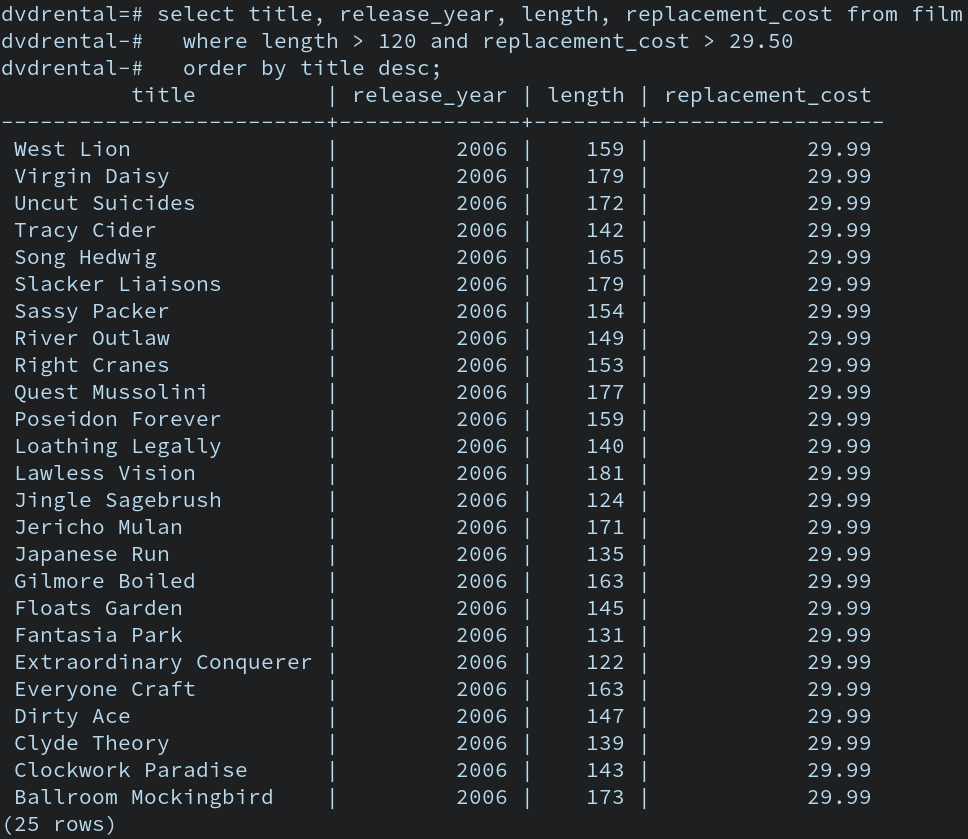 dvdrental=# select title, release_year, length, replacement_cost from film
dvdrental-#   where length > 120 and replacement_cost > 29.50
dvdrental-#   order by title desc;
          title          | release_year | length | replacement_cost
-------------------------+--------------+--------+------------------
 West Lion               |         2006 |    159 |            29.99
 Virgin Daisy            |         2006 |    179 |            29.99
 Uncut Suicides          |         2006 |    172 |            29.99
 Tracy Cider             |         2006 |    142 |            29.99
 Song Hedwig             |         2006 |    165 |            29.99
 Slacker Liaisons        |         2006 |    179 |            29.99
 Sassy Packer            |         2006 |    154 |            29.99
 River Outlaw            |         2006 |    149 |            29.99
 Right Cranes            |         2006 |    153 |            29.99
 Quest Mussolini         |         2006 |    177 |            29.99
 Poseidon Forever        |         2006 |    159 |            29.99
 Loathing Legally        |         2006 |    140 |            29.99
 Lawless Vision          |         2006 |    181 |            29.99
 Jingle Sagebrush        |         2006 |    124 |            29.99
 Jericho Mulan           |         2006 |    171 |            29.99
 Japanese Run            |         2006 |    135 |            29.99
 Gilmore Boiled          |         2006 |    163 |            29.99
 Floats Garden           |         2006 |    145 |            29.99
 Fantasia Park           |         2006 |    131 |            29.99
 Extraordinary Conquerer |         2006 |    122 |            29.99
 Everyone Craft          |         2006 |    163 |            29.99
 Dirty Ace               |         2006 |    147 |            29.99
 Clyde Theory            |         2006 |    139 |            29.99
 Clockwork Paradise      |         2006 |    143 |            29.99
 Ballroom Mockingbird    |         2006 |    173 |            29.99
(25 rows)